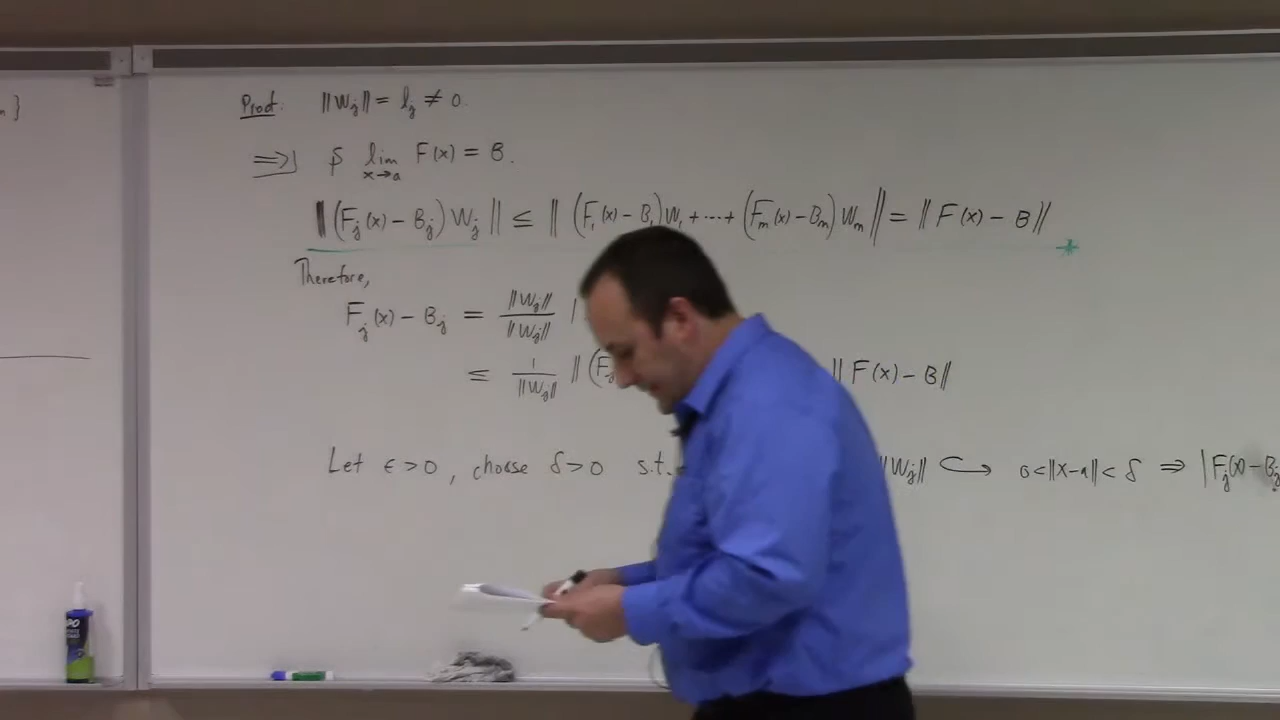 n }
Proof: ||W_j|| = l_j ≠ 0.
⟹] lim_{x→a} F(x) = B.
||(F_j(x) - B_j) W_j|| ≤ || (F_1(x) - B_1) W_1 + ... + (F_m(x) - B_m) W_m || = || F(x) - B || *
Therefore,
F_j(x) - B_j = ||W_j|| / ||W_j|| |
≤ 1 / ||W_j|| || (F_j || F(x) - B ||
Let ε > 0, choose δ > 0 s.t. ||W_j|| ↪ 0 < ||x - a|| < δ ⇒ | F_j(x) - B_j